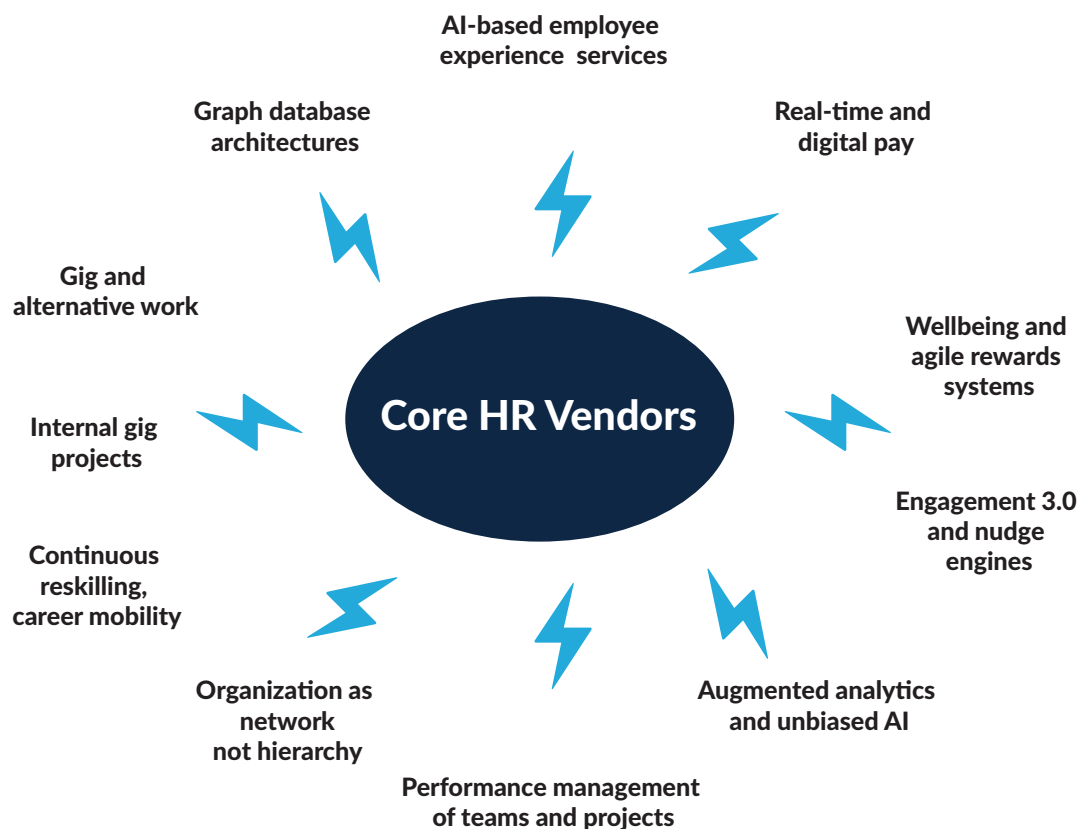 AI-based employee
experience services
Graph database
architectures
Real-time and
digital pay
Gig and
alternative work
Wellbeing and
agile rewards
systems
Core HR Vendors
Internal gig
projects
Engagement 3.0
and nudge
engines
Continuous
reskilling,
career mobility
Organization as
network
not hierarchy
Augmented analytics
and unbiased AI
Performance management
of teams and projects